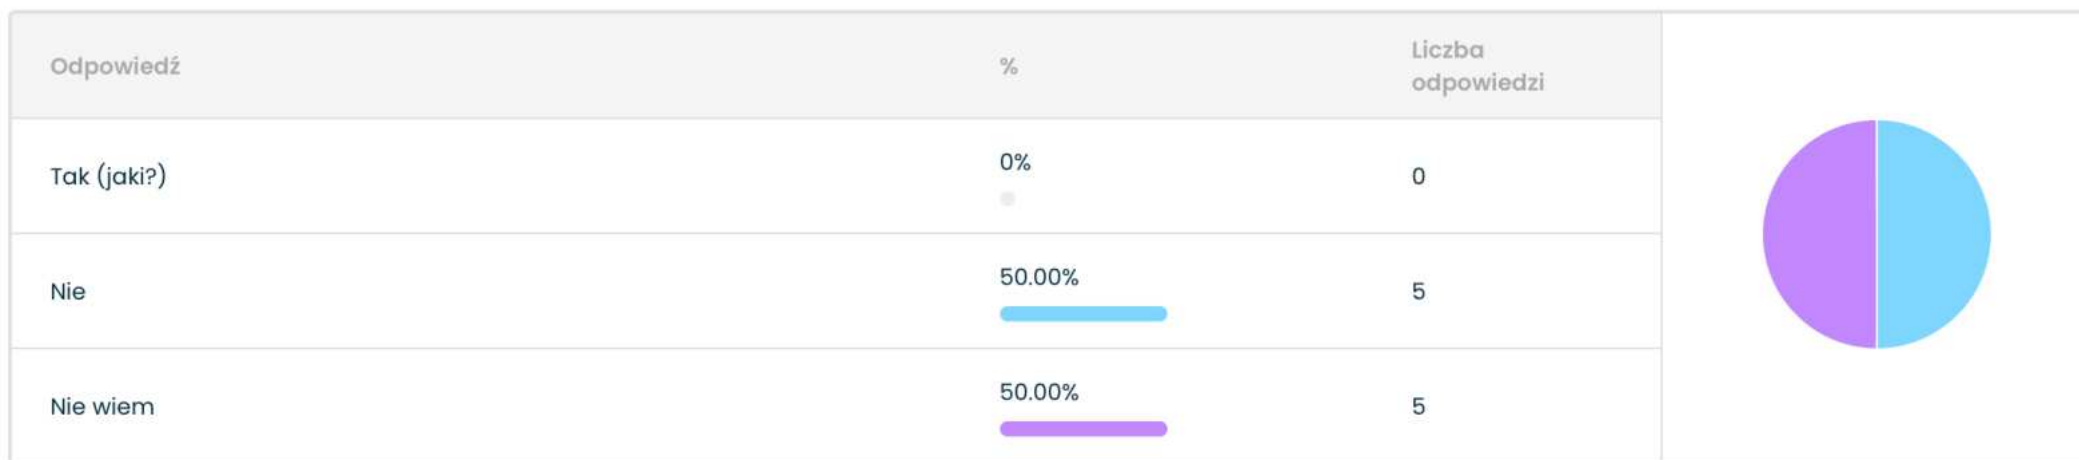 Odpowiedź % Liczba odpowiedzi
Tak (jaki?) 0% 0
Nie 50.00% 5
Nie wiem 50.00% 5